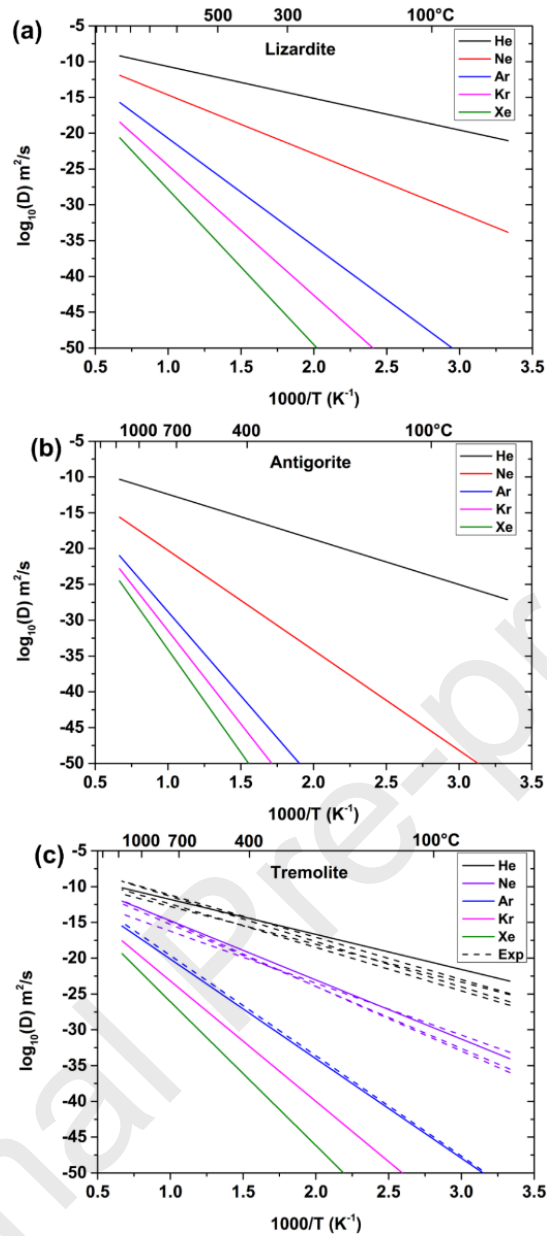 (a)
500 300 100°C
Lizardite
He
Ne
Ar
Kr
Xe
-5
-10
-15
-20
-25
-30
-35
-40
-45
-50
log₁₀(D) m²/s
0.5 1.0 1.5 2.0 2.5 3.0 3.5
1000/T (K⁻¹)
(b)
1000 700 400 100°C
Antigorite
He
Ne
Ar
Kr
Xe
-5
-10
-15
-20
-25
-30
-35
-40
-45
-50
log₁₀(D) m²/s
0.5 1.0 1.5 2.0 2.5 3.0 3.5
1000/T (K⁻¹)
(c)
1000 700 400 100°C
Tremolite
He
Ne
Ar
Kr
Xe
Exp
-5
-10
-15
-20
-25
-30
-35
-40
-45
-50
log₁₀(D) m²/s
0.5 1.0 1.5 2.0 2.5 3.0 3.5
1000/T (K⁻¹)
nal Pre-pr